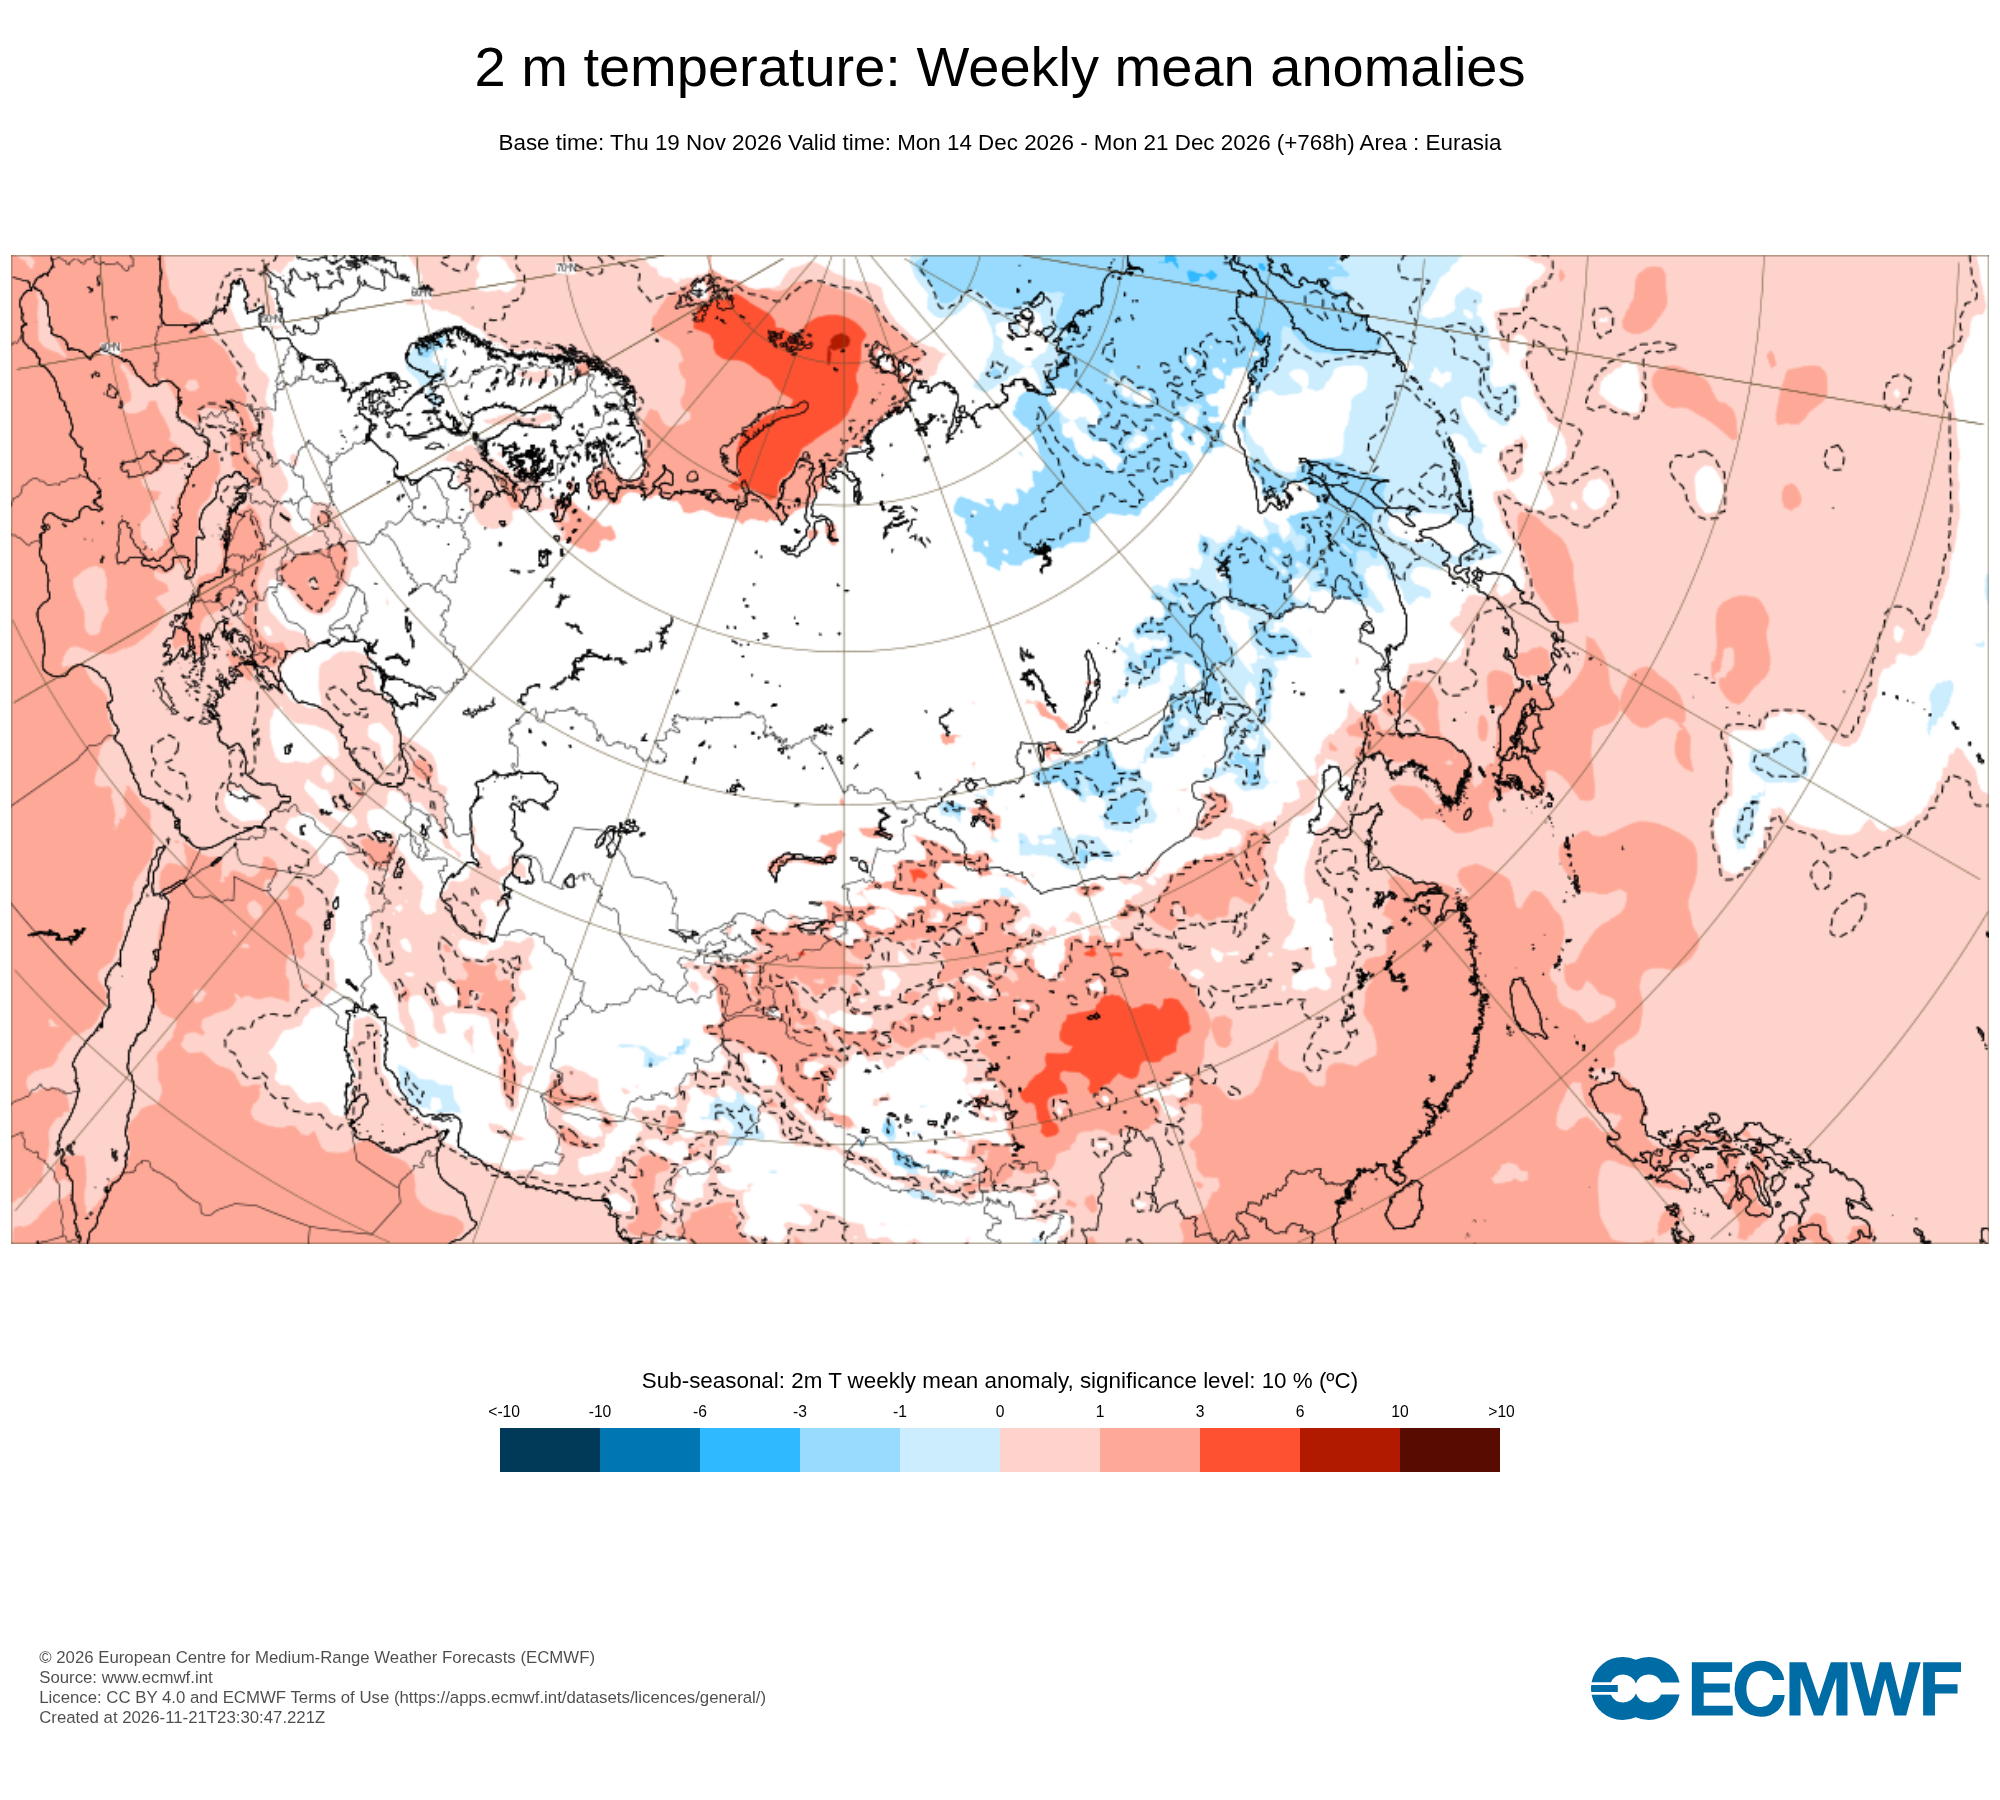 2 m temperature: Weekly mean anomalies
Base time: Thu 19 Nov 2026 Valid time: Mon 14 Dec 2026 - Mon 21 Dec 2026 (+768h) Area : Eurasia
70°N
60°N
50°N
40°N
Sub-seasonal: 2m T weekly mean anomaly, significance level: 10 % (ºC)
<-10 -10 -6 -3 -1 0 1 3 6 10 >10
© 2026 European Centre for Medium-Range Weather Forecasts (ECMWF)
Source: www.ecmwf.int
Licence: CC BY 4.0 and ECMWF Terms of Use (https://apps.ecmwf.int/datasets/licences/general/)
Created at 2026-11-21T23:30:47.221Z
ECMWF